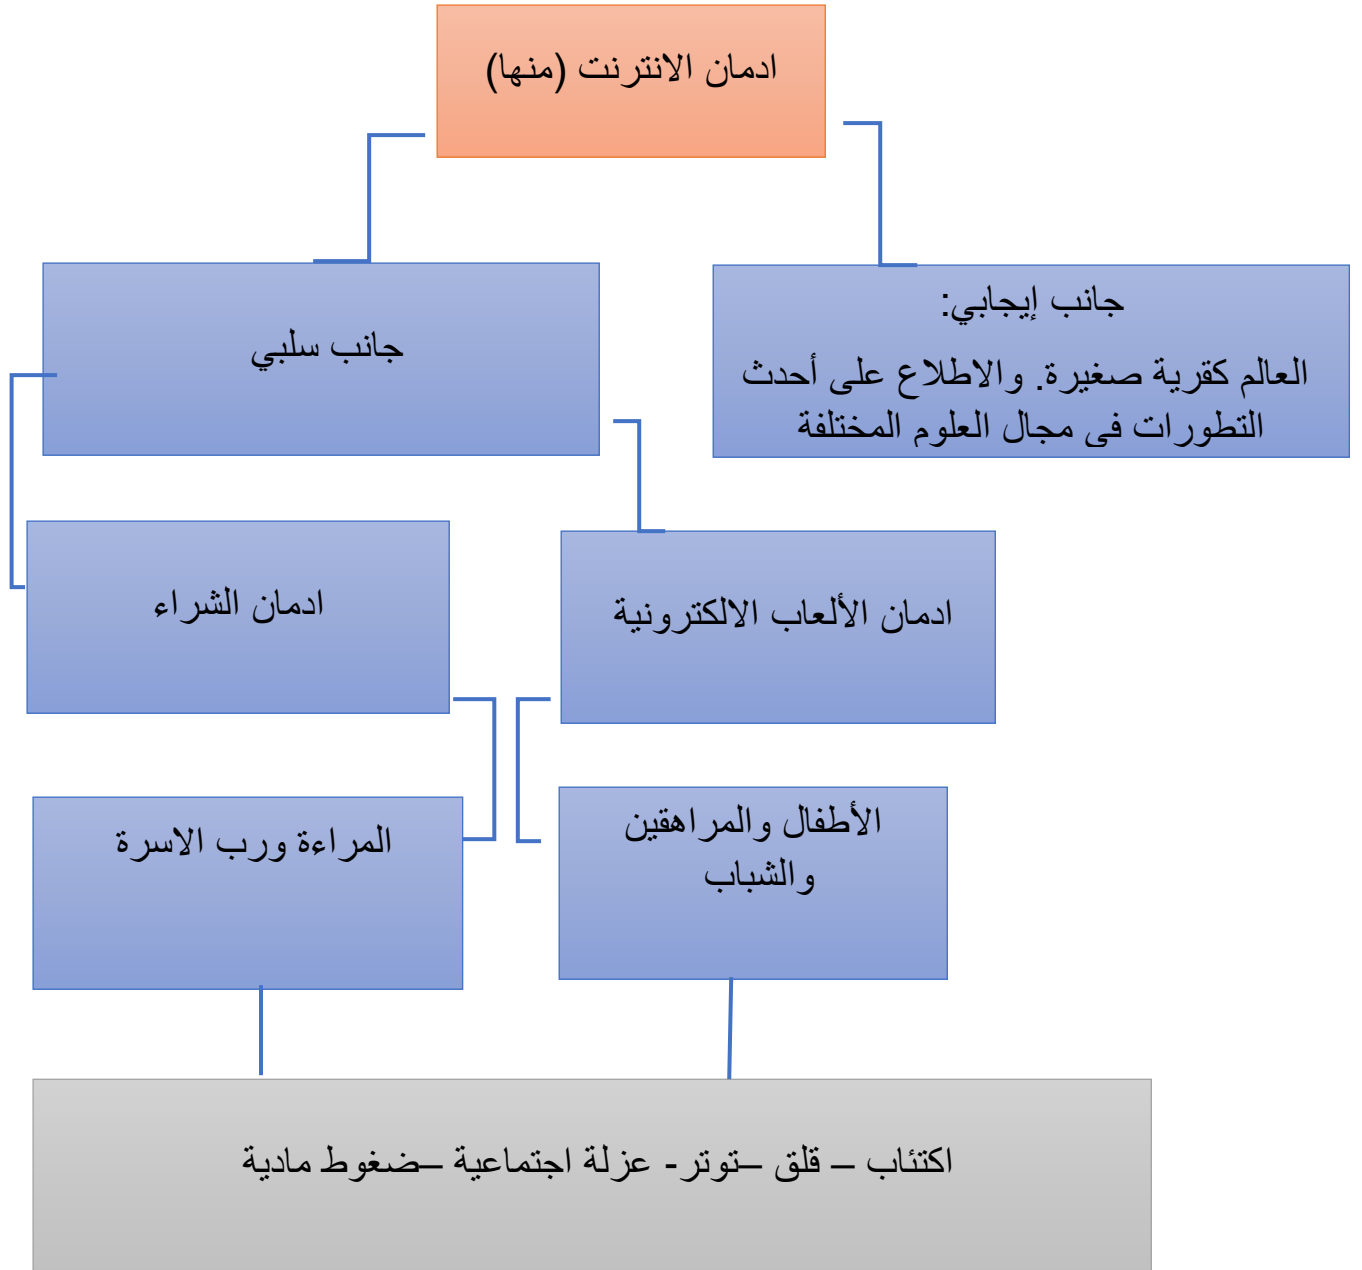 ادمان الانترنت (منها)
جانب إيجابي:
العالم كقرية صغيرة. والاطلاع على أحدث
التطورات في مجال العلوم المختلفة
جانب سلبي
ادمان الألعاب الالكترونية
ادمان الشراء
الأطفال والمراهقين
والشباب
المراءة ورب الاسرة
اكتئاب – قلق –توتر- عزلة اجتماعية –ضغوط مادية